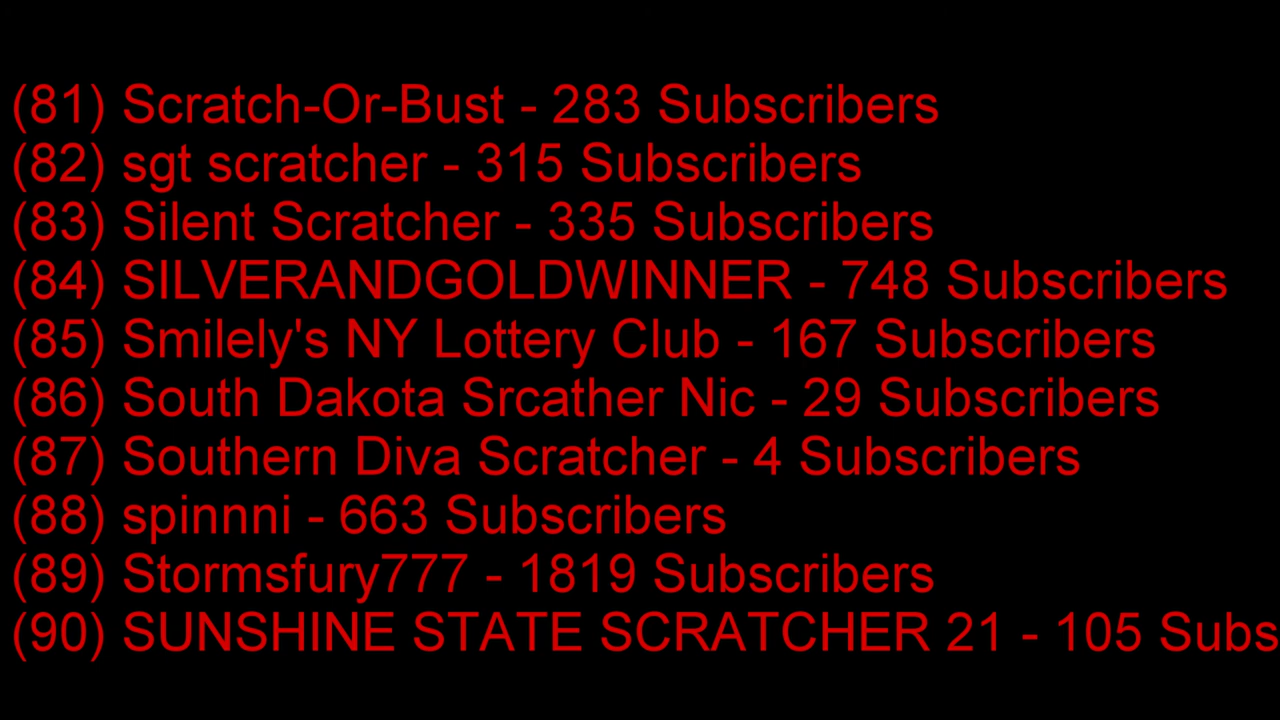 (81) Scratch-Or-Bust - 283 Subscribers
(82) sgt scratcher - 315 Subscribers
(83) Silent Scratcher - 335 Subscribers
(84) SILVERANDGOLDWINNER - 748 Subscribers
(85) Smilely's NY Lottery Club - 167 Subscribers
(86) South Dakota Srcather Nic - 29 Subscribers
(87) Southern Diva Scratcher - 4 Subscribers
(88) spinnni - 663 Subscribers
(89) Stormsfury777 - 1819 Subscribers
(90) SUNSHINE STATE SCRATCHER 21 - 105 Subs